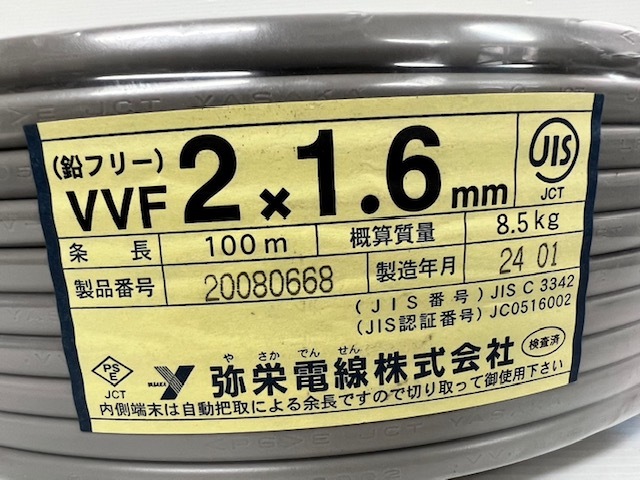 JCT YAS KA
(鉛フリー)
VVF 2×1.6mm
JIS
JCT
条長 100m 概算質量 8.5kg
製品番号 20080668 製造年月 24 01
(JIS番号) JIS C 3342
(JIS認証番号) JC0516002
PSE
JCT
YASAKA
やさかでんせん
弥栄電線株式会社
検査済
内側端末は自動把取による余長ですので切り取って御使用下さい